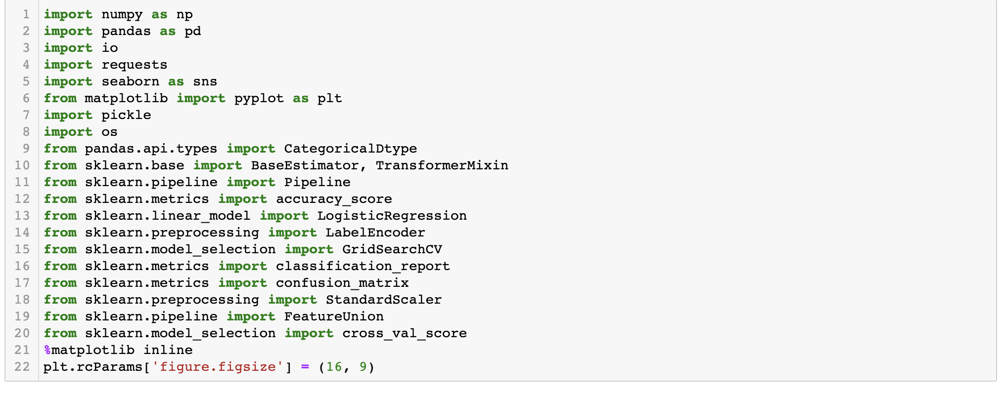 1 import numpy as np
2 import pandas as pd
3 import io
4 import requests
5 import seaborn as sns
6 from matplotlib import pyplot as plt
7 import pickle
8 import os
9 from pandas.api.types import CategoricalDtype
10 from sklearn.base import BaseEstimator, TransformerMixin
11 from sklearn.pipeline import Pipeline
12 from sklearn.metrics import accuracy_score
13 from sklearn.linear_model import LogisticRegression
14 from sklearn.preprocessing import LabelEncoder
15 from sklearn.model_selection import GridSearchCV
16 from sklearn.metrics import classification_report
17 from sklearn.metrics import confusion_matrix
18 from sklearn.preprocessing import StandardScaler
19 from sklearn.pipeline import FeatureUnion
20 from sklearn.model_selection import cross_val_score
21 %matplotlib inline
22 plt.rcParams['figure.figsize'] = (16, 9)